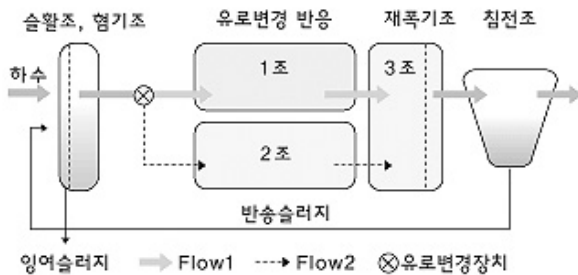 슬활조, 혐기조 유로변경 반응 재폭기조 침전조
하수
1조
3조
2조
반송슬러지
잉여슬러지 Flow1 Flow2 유로변경장치